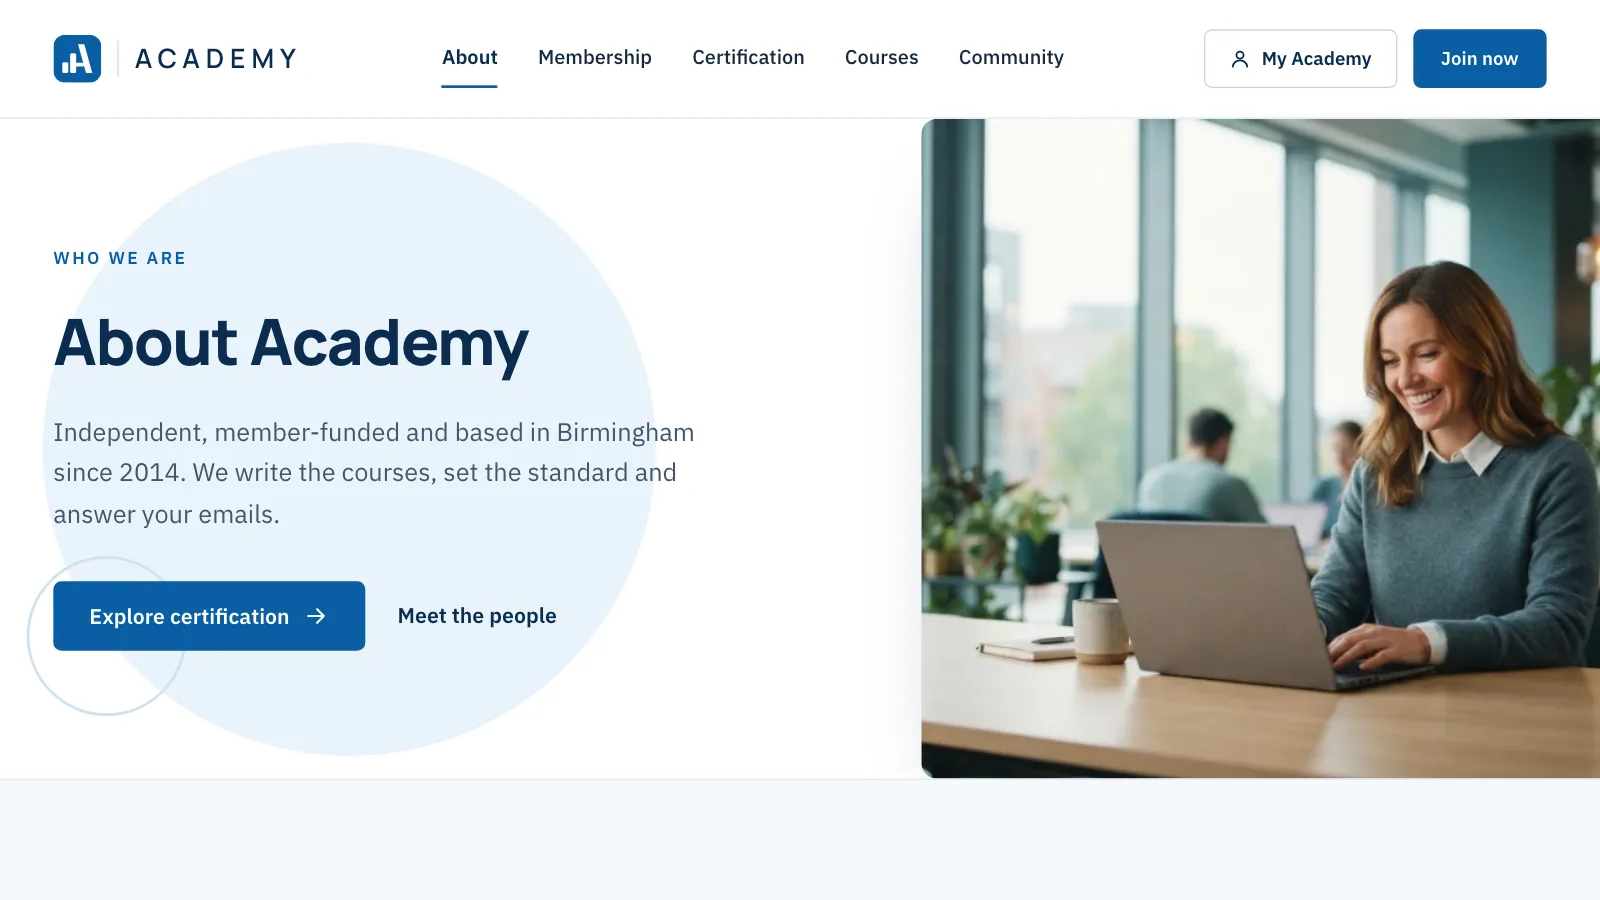 ACADEMY
About
Membership
Certification
Courses
Community
My Academy
Join now
WHO WE ARE
About Academy
Independent, member-funded and based in Birmingham
since 2014. We write the courses, set the standard and
answer your emails.
Explore certification
Meet the people